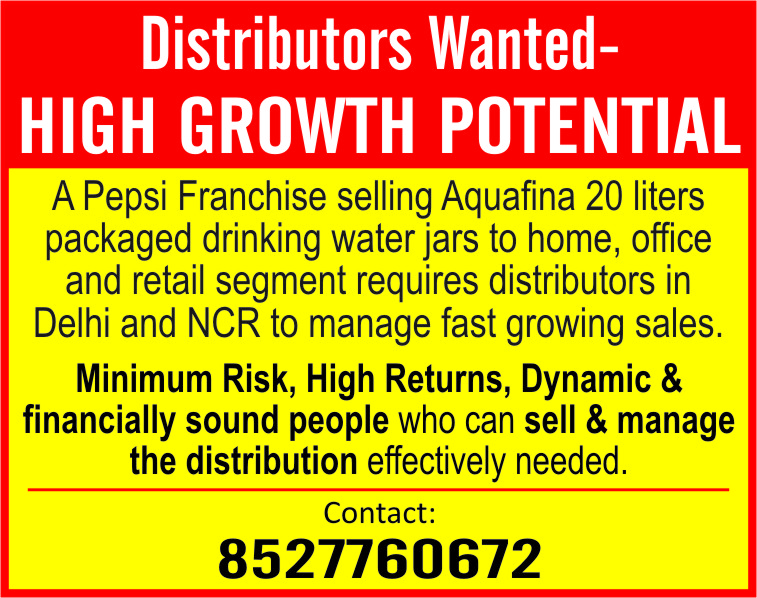 Distributors Wanted-
HIGH GROWTH POTENTIAL
A Pepsi Franchise selling Aquafina 20 liters
packaged drinking water jars to home, office
and retail segment requires distributors in
Delhi and NCR to manage fast growing sales.
Minimum Risk, High Returns, Dynamic &
financially sound people who can sell & manage
the distribution effectively needed.
Contact:
8527760672